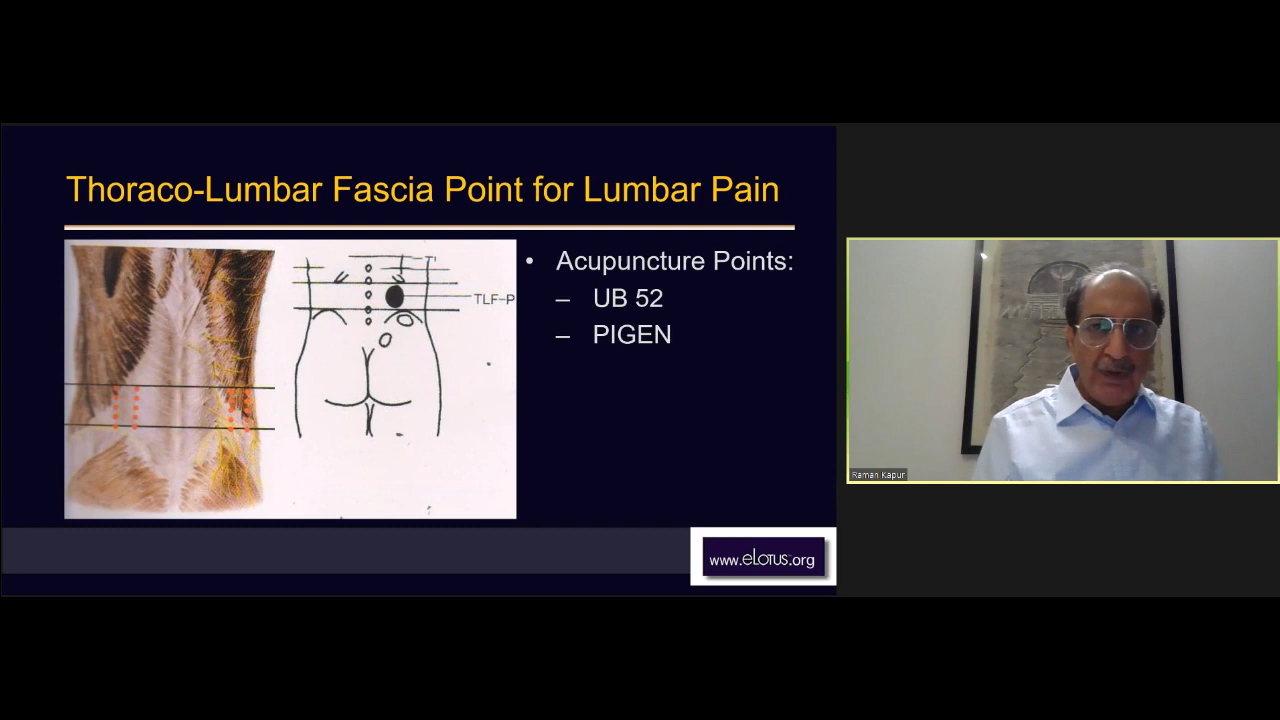 Thoraco-Lumbar Fascia Point for Lumbar Pain
TLF-P
• Acupuncture Points:
– UB 52
– PIGEN
www.eLotus.org
Raman Kapur